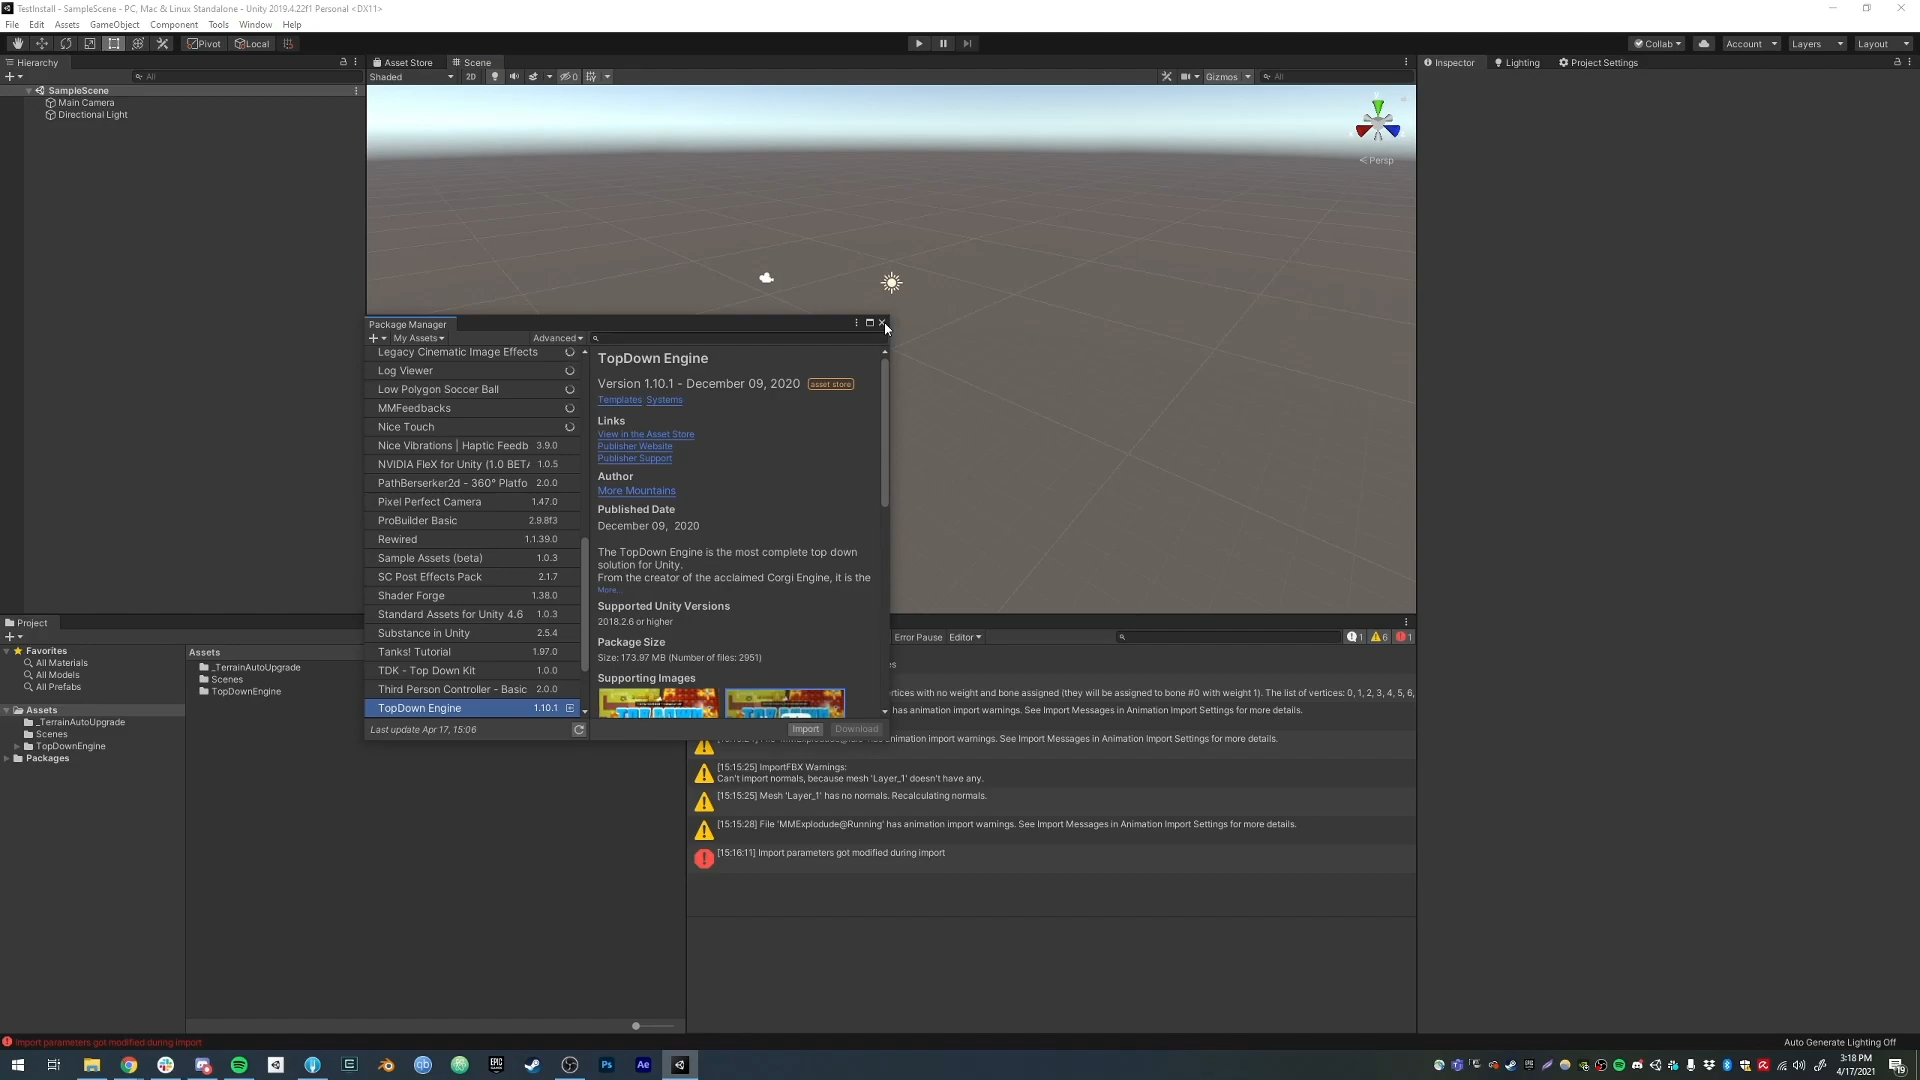 TestInstall - SampleScene - PC, Mac & Linux Standalone - Unity 2019.4.22f1 Personal <DX11>
File Edit Assets GameObject Component Tools Window Help
Pivot Local Collab Account Layers Layout
Hierarchy
All
SampleScene
Main Camera
Directional Light
Asset Store Scene
Shaded 2D 0 Gizmos All
y
Persp
Inspector Lighting Project Settings
Package Manager
My Assets Advanced
Legacy Cinematic Image Effects
Log Viewer
Low Polygon Soccer Ball
MMFeedbacks
Nice Touch
Nice Vibrations | Haptic Feedb 3.9.0
NVIDIA FleX for Unity (1.0 BETA 1.0.5
PathBerserker2d - 360° Platfo 2.0.0
Pixel Perfect Camera 1.47.0
ProBuilder Basic 2.9.8f3
Rewired 1.1.39.0
Sample Assets (beta) 1.0.3
SC Post Effects Pack 2.1.7
Shader Forge 1.38.0
Standard Assets for Unity 4.6 1.0.3
Substance in Unity 2.5.4
Tanks! Tutorial 1.97.0
TDK - Top Down Kit 1.0.0
Third Person Controller - Basic 2.0.0
TopDown Engine 1.10.1
Last update Apr 17, 15:06
TopDown Engine
Version 1.10.1 - December 09, 2020 asset store
Templates Systems
Links
View in the Asset Store
Publisher Website
Publisher Support
Author
More Mountains
Published Date
December 09, 2020
The TopDown Engine is the most complete top down
solution for Unity.
From the creator of the acclaimed Corgi Engine, it is the
More...
Supported Unity Versions
2018.2.6 or higher
Package Size
Size: 173.97 MB (Number of files: 2951)
Supporting Images
Import Download
Project
Favorites
All Materials
All Models
All Prefabs
Assets
_TerrainAutoUpgrade
Scenes
TopDownEngine
Packages
Assets
_TerrainAutoUpgrade
Scenes
TopDownEngine
Error Pause Editor 1 6 1
es
rtices with no weight and bone assigned (they will be assigned to bone #0 with weight 1). The list of vertices: 0, 1, 2, 3, 4, 5, 6,
has animation import warnings. See Import Messages in Animation Import Settings for more details.
nimation import warnings. See Import Messages in Animation Import Settings for more details.
[15:15:25] ImportFBX Warnings:
Can't import normals, because mesh 'Layer_1' doesn't have any.
[15:15:25] Mesh 'Layer_1' has no normals. Recalculating normals.
[15:15:28] File 'MMExplodude@Running' has animation import warnings. See Import Messages in Animation Import Settings for more details.
[15:16:11] Import parameters got modified during import
Import parameters got modified during import
Auto Generate Lighting Off
3:18 PM
4/17/2021